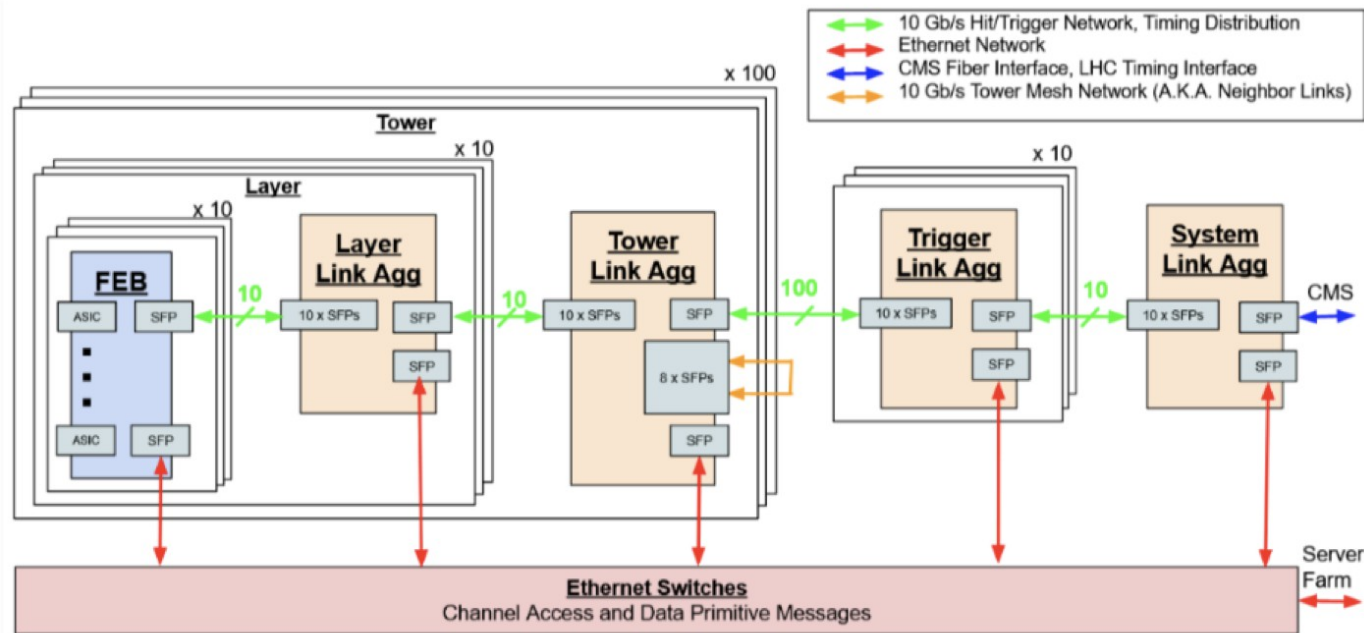 10 Gb/s Hit/Trigger Network, Timing Distribution
Ethernet Network
CMS Fiber Interface, LHC Timing Interface
10 Gb/s Tower Mesh Network (A.K.A. Neighbor Links)
x 100
Tower
x 10
Layer
x 10
FEB
ASIC
SFP
ASIC
SFP
10
Layer
Link Agg
10 x SFPs
SFP
SFP
10
Tower
Link Agg
10 x SFPs
SFP
8 x SFPs
SFP
100
x 10
Trigger
Link Agg
10 x SFPs
SFP
SFP
10
System
Link Agg
10 x SFPs
SFP
SFP
CMS
Server
Farm
Ethernet Switches
Channel Access and Data Primitive Messages